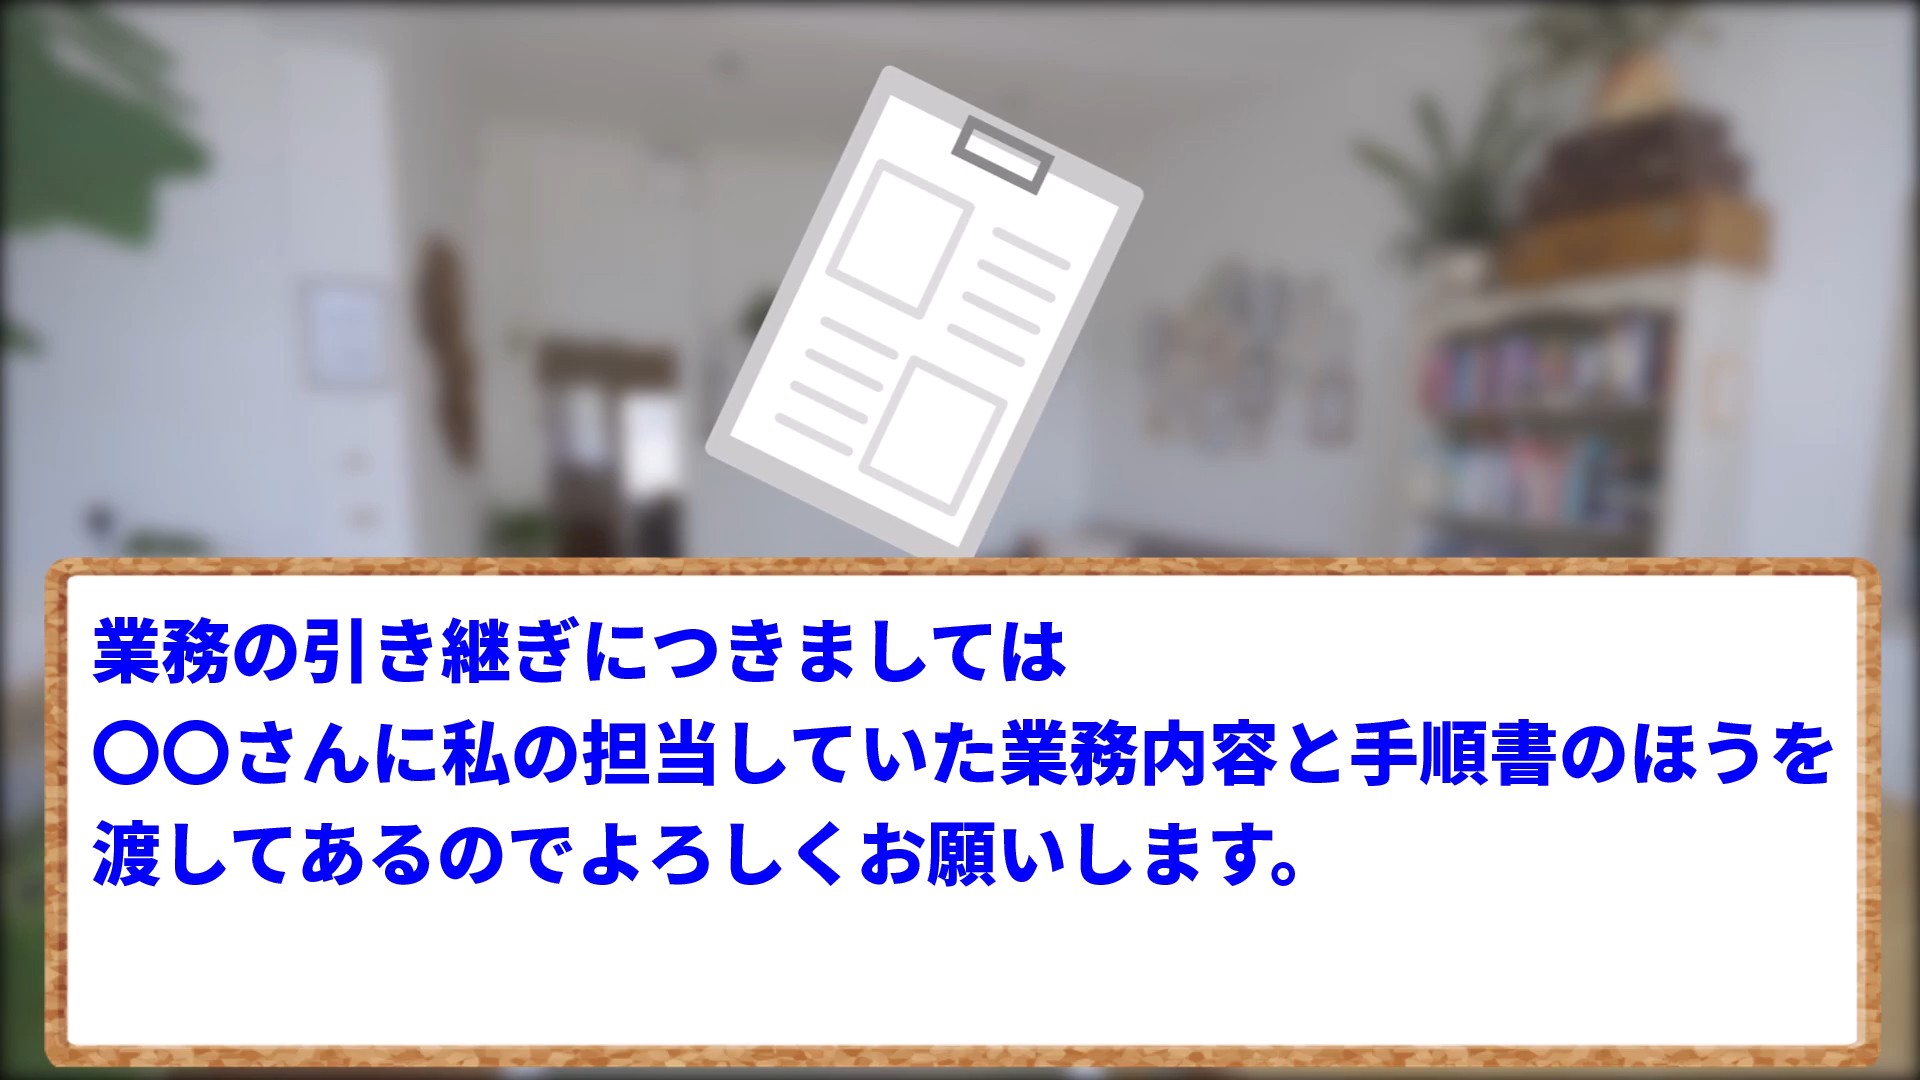 業務の引き継ぎにつきましては
〇〇さんに私の担当していた業務内容と手順書のほうを
渡してあるのでよろしくお願いします。